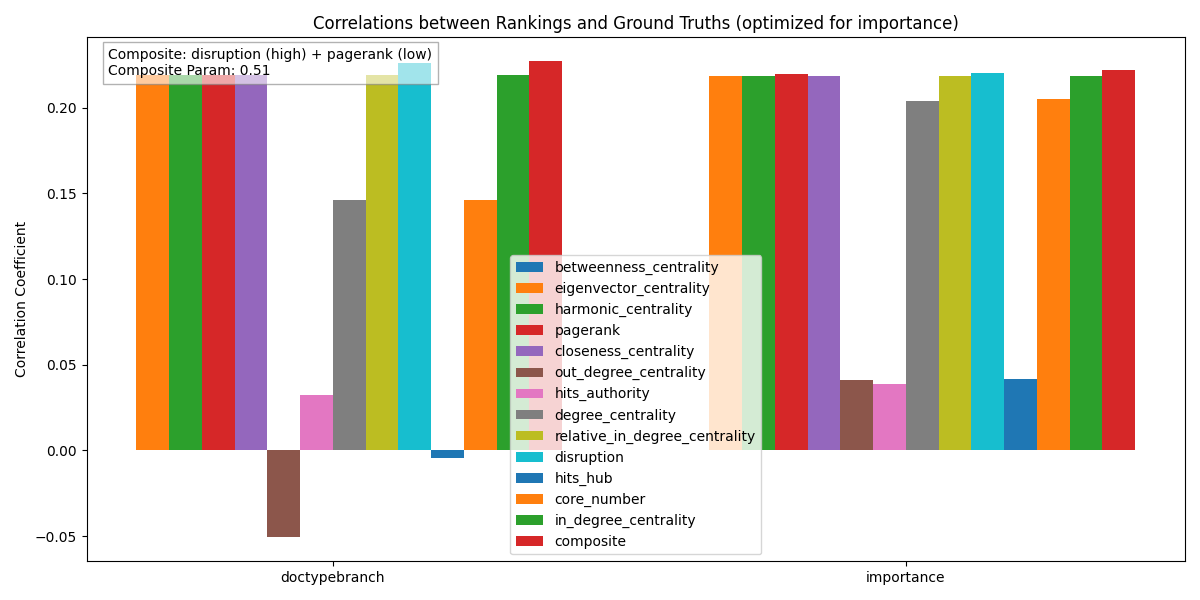 Correlations between Rankings and Ground Truths (optimized for importance)
Composite: disruption (high) + pagerank (low)
Composite Param: 0.51
Correlation Coefficient
0.20
0.15
0.10
0.05
0.00
−0.05
betweenness_centrality
eigenvector_centrality
harmonic_centrality
pagerank
closeness_centrality
out_degree_centrality
hits_authority
degree_centrality
relative_in_degree_centrality
disruption
hits_hub
core_number
in_degree_centrality
composite
doctypebranch
importance